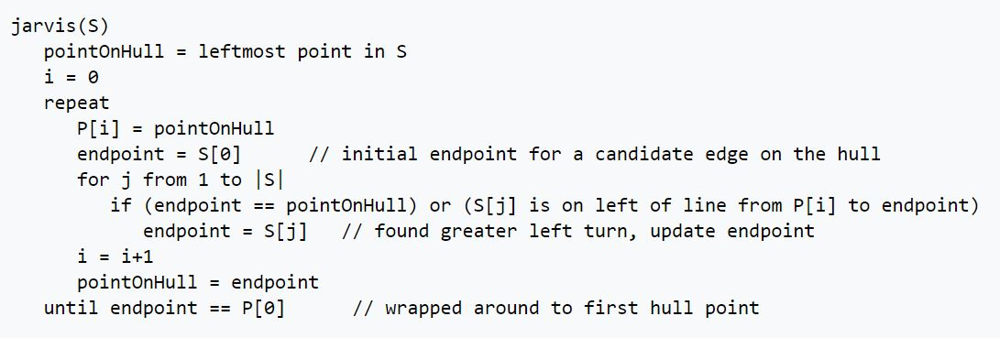 jarvis(S)
pointOnHull = leftmost point in S
i = 0
repeat
P[i] = pointOnHull
endpoint = S[0] // initial endpoint for a candidate edge on the hull
for j from 1 to |S|
if (endpoint == pointOnHull) or (S[j] is on left of line from P[i] to endpoint)
endpoint = S[j] // found greater left turn, update endpoint
i = i+1
pointOnHull = endpoint
until endpoint == P[0] // wrapped around to first hull point